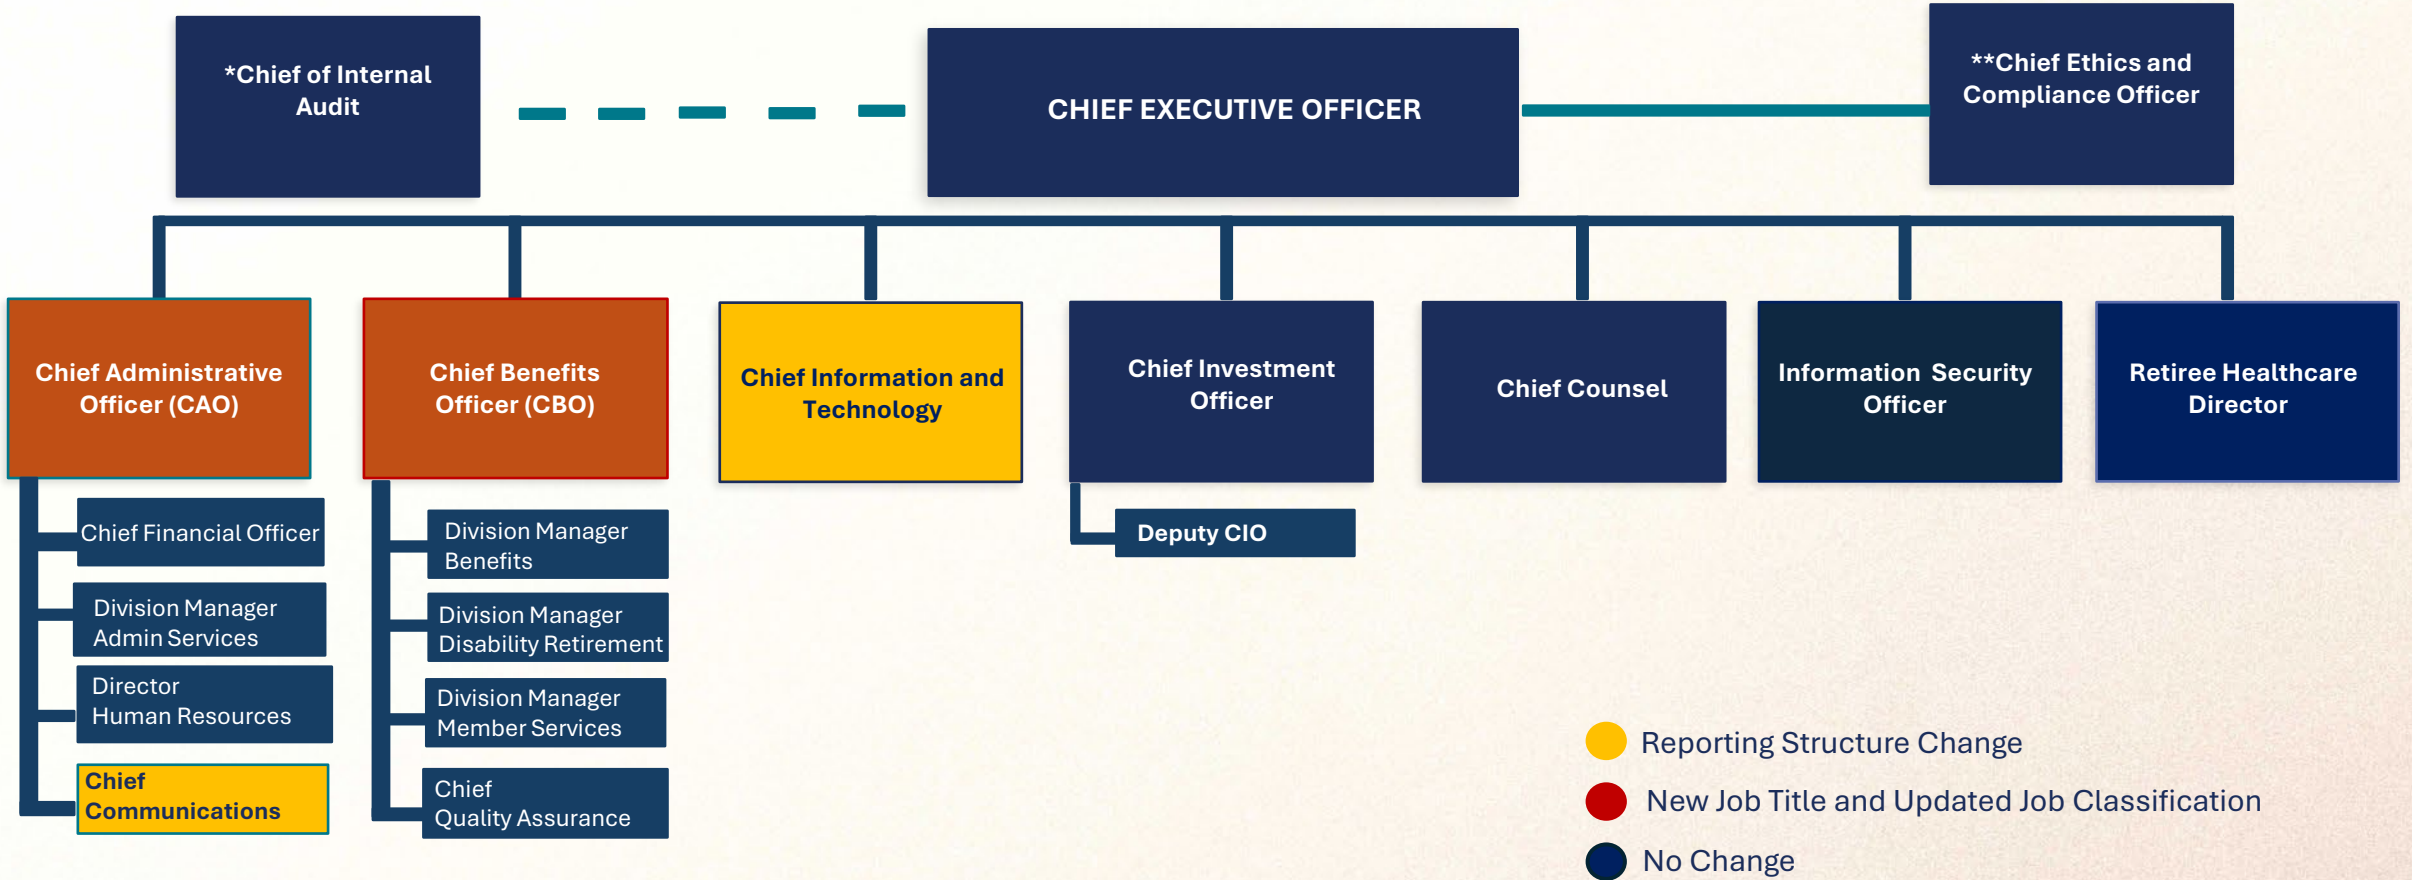 *Chief of Internal
Audit
CHIEF EXECUTIVE OFFICER
**Chief Ethics and
Compliance Officer
Chief Administrative
Officer (CAO)
Chief Benefits
Officer (CBO)
Chief Information and
Technology
Chief Investment
Officer
Chief Counsel
Information Security
Officer
Retiree Healthcare
Director
Chief Financial Officer
Division Manager
Admin Services
Director
Human Resources
Chief
Communications
Division Manager
Benefits
Division Manager
Disability Retirement
Division Manager
Member Services
Chief
Quality Assurance
Deputy CIO
Reporting Structure Change
New Job Title and Updated Job Classification
No Change